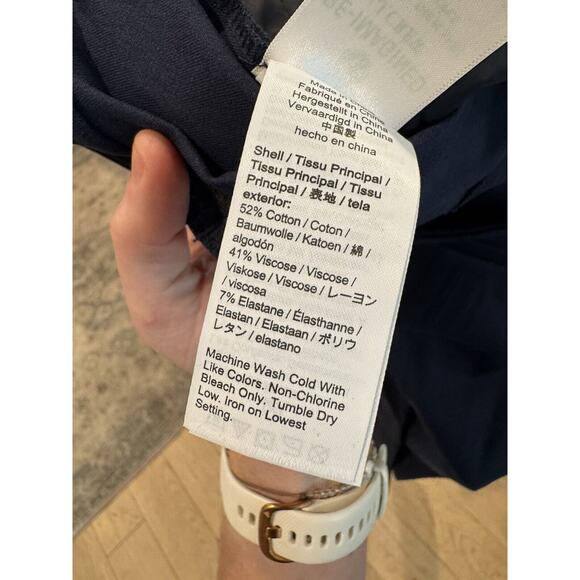 Made in China
Fabriqué en China
Hergestellt in China
Vervaardigd in China
中国製
hecho en china
Shell / Tissu Principal /
Tissu Principal / Tissu
Principal / 表地 / tela
exterior:
52% Cotton / Coton /
Baumwolle / Katoen / 綿 /
algodón
41% Viscose / Viscose /
Viskose / Viscose / レーヨン
/ viscosa
7% Elastane / Élasthanne /
Elastan / Elastaan / ポリウ
レタン / elastano
Machine Wash Cold With
Like Colors. Non-Chlorine
Bleach Only. Tumble Dry
Low. Iron on Lowest
Setting.